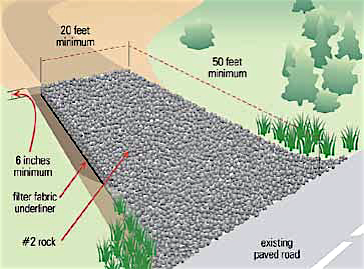 20 feet
minimum
50 feet
minimum
6 inches
minimum
filter fabric
underliner
#2 rock
existing
paved road